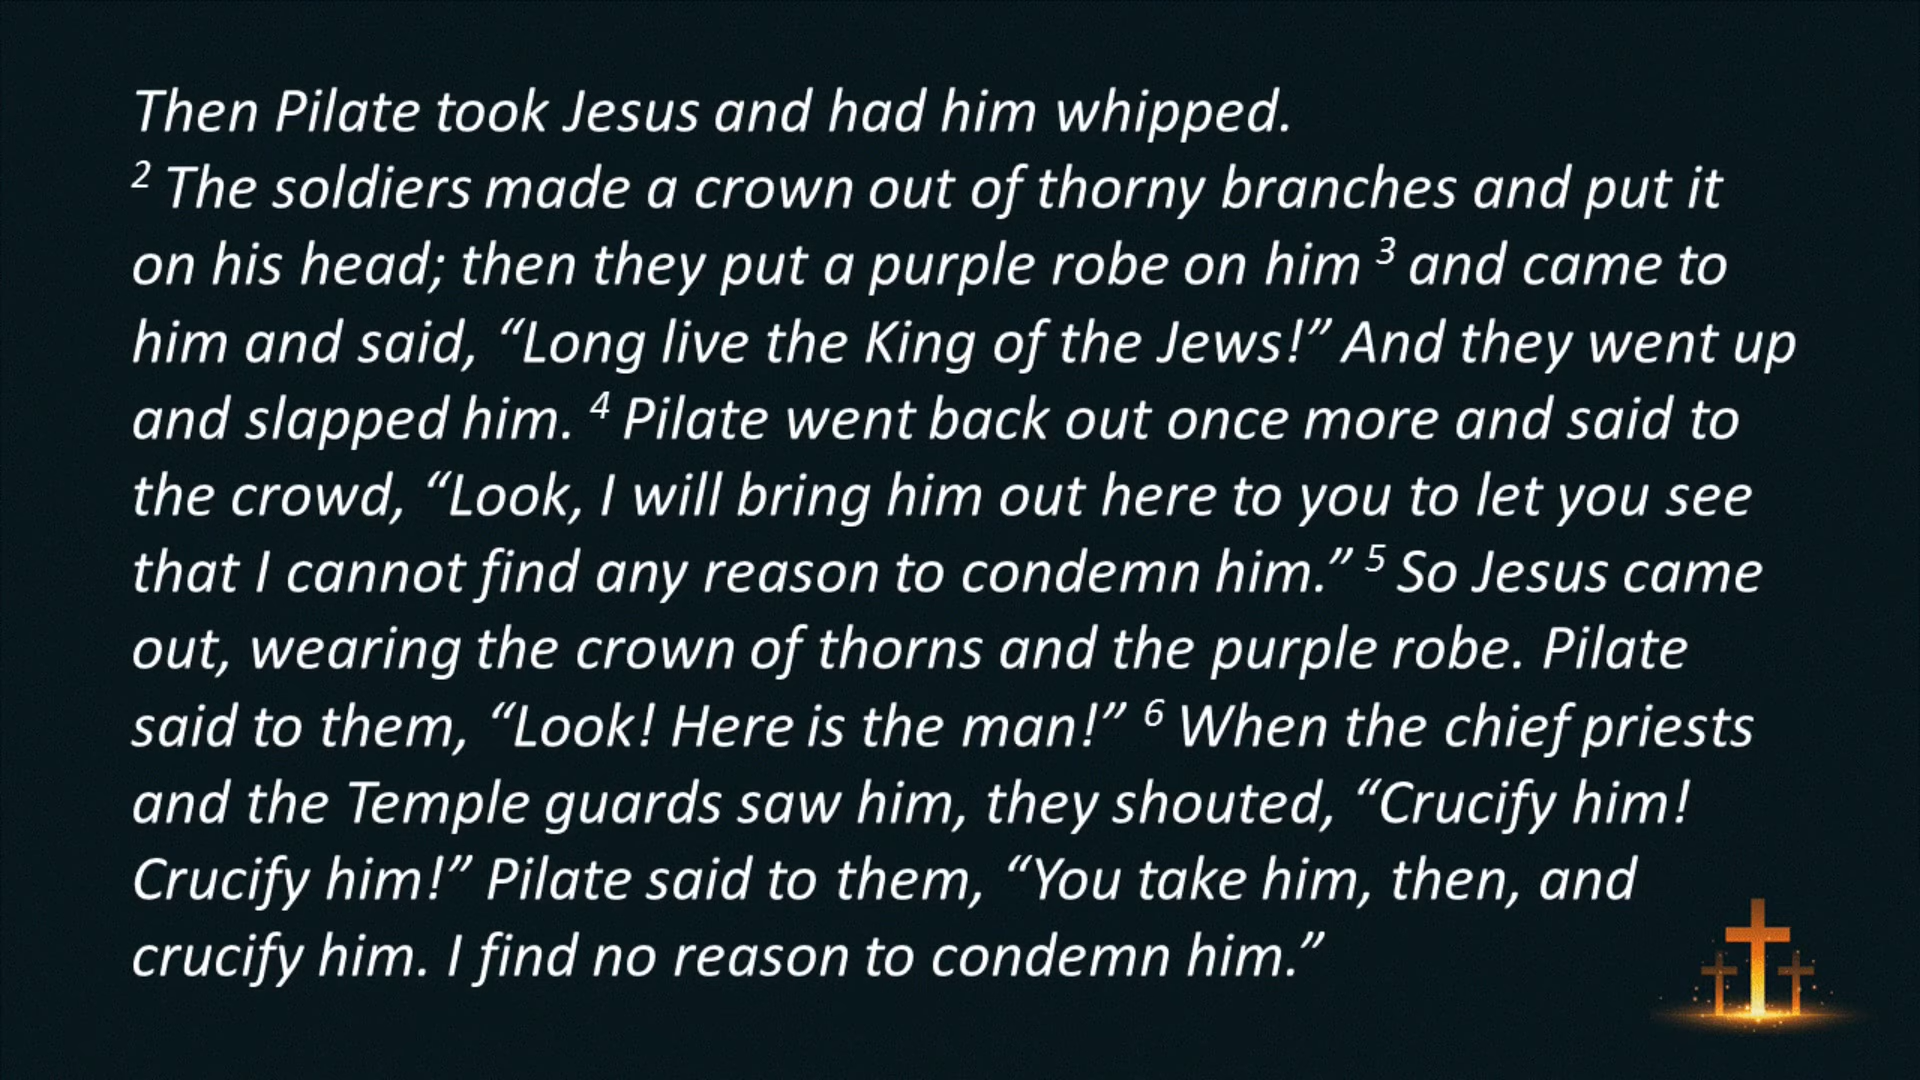 Then Pilate took Jesus and had him whipped.
2 The soldiers made a crown out of thorny branches and put it
on his head; then they put a purple robe on him 3 and came to
him and said, “Long live the King of the Jews!” And they went up
and slapped him. 4 Pilate went back out once more and said to
the crowd, “Look, I will bring him out here to you to let you see
that I cannot find any reason to condemn him.” 5 So Jesus came
out, wearing the crown of thorns and the purple robe. Pilate
said to them, “Look! Here is the man!” 6 When the chief priests
and the Temple guards saw him, they shouted, “Crucify him!
Crucify him!” Pilate said to them, “You take him, then, and
crucify him. I find no reason to condemn him.”